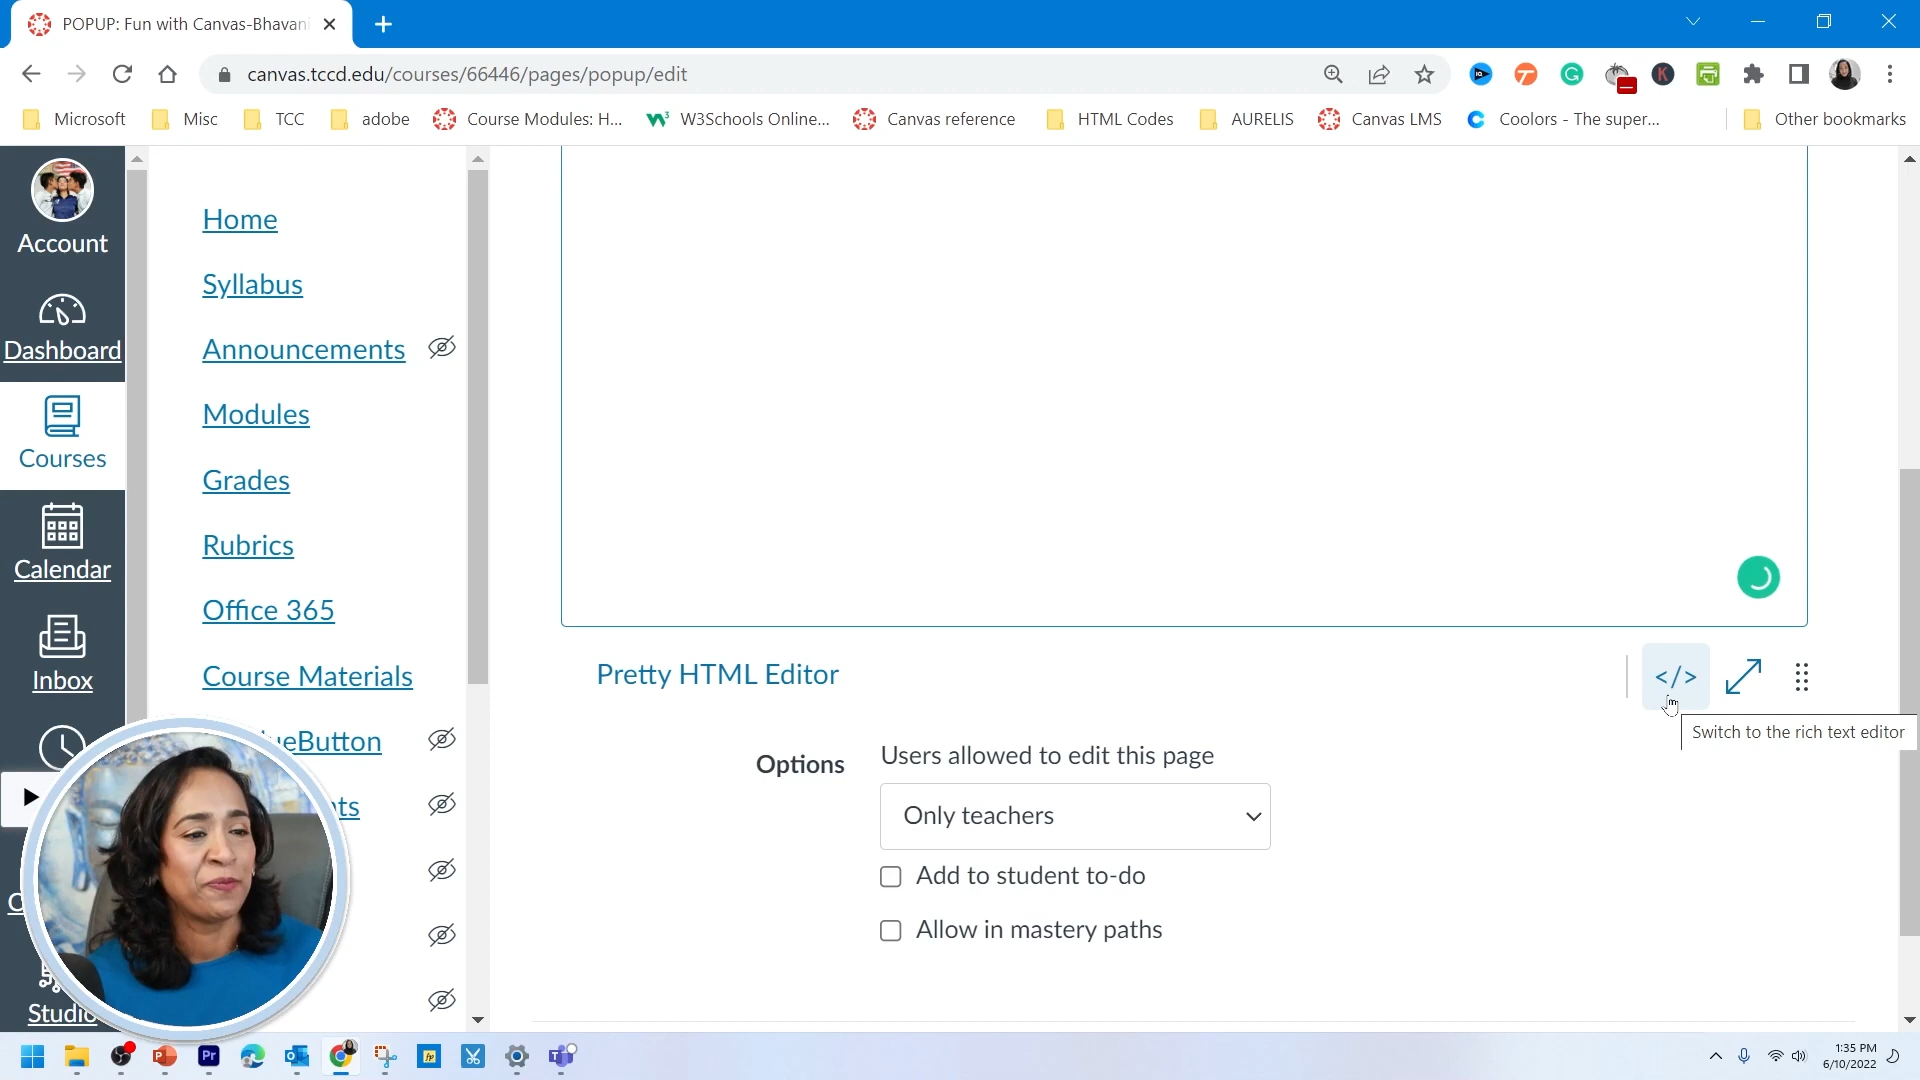 POPUP: Fun with Canvas-Bhavani
canvas.tccd.edu/courses/66446/pages/popup/edit
Microsoft
Misc
TCC
adobe
Course Modules: H...
W3Schools Online...
Canvas reference
HTML Codes
AURELIS
Canvas LMS
Coolors - The super...
Other bookmarks
Account
Dashboard
Courses
Calendar
Inbox
Studio
Home
Syllabus
Announcements
Modules
Grades
Rubrics
Office 365
Course Materials
ueButton
ts
Pretty HTML Editor
</>
Switch to the rich text editor
Options
Users allowed to edit this page
Only teachers
Add to student to-do
Allow in mastery paths
1:35 PM
6/10/2022